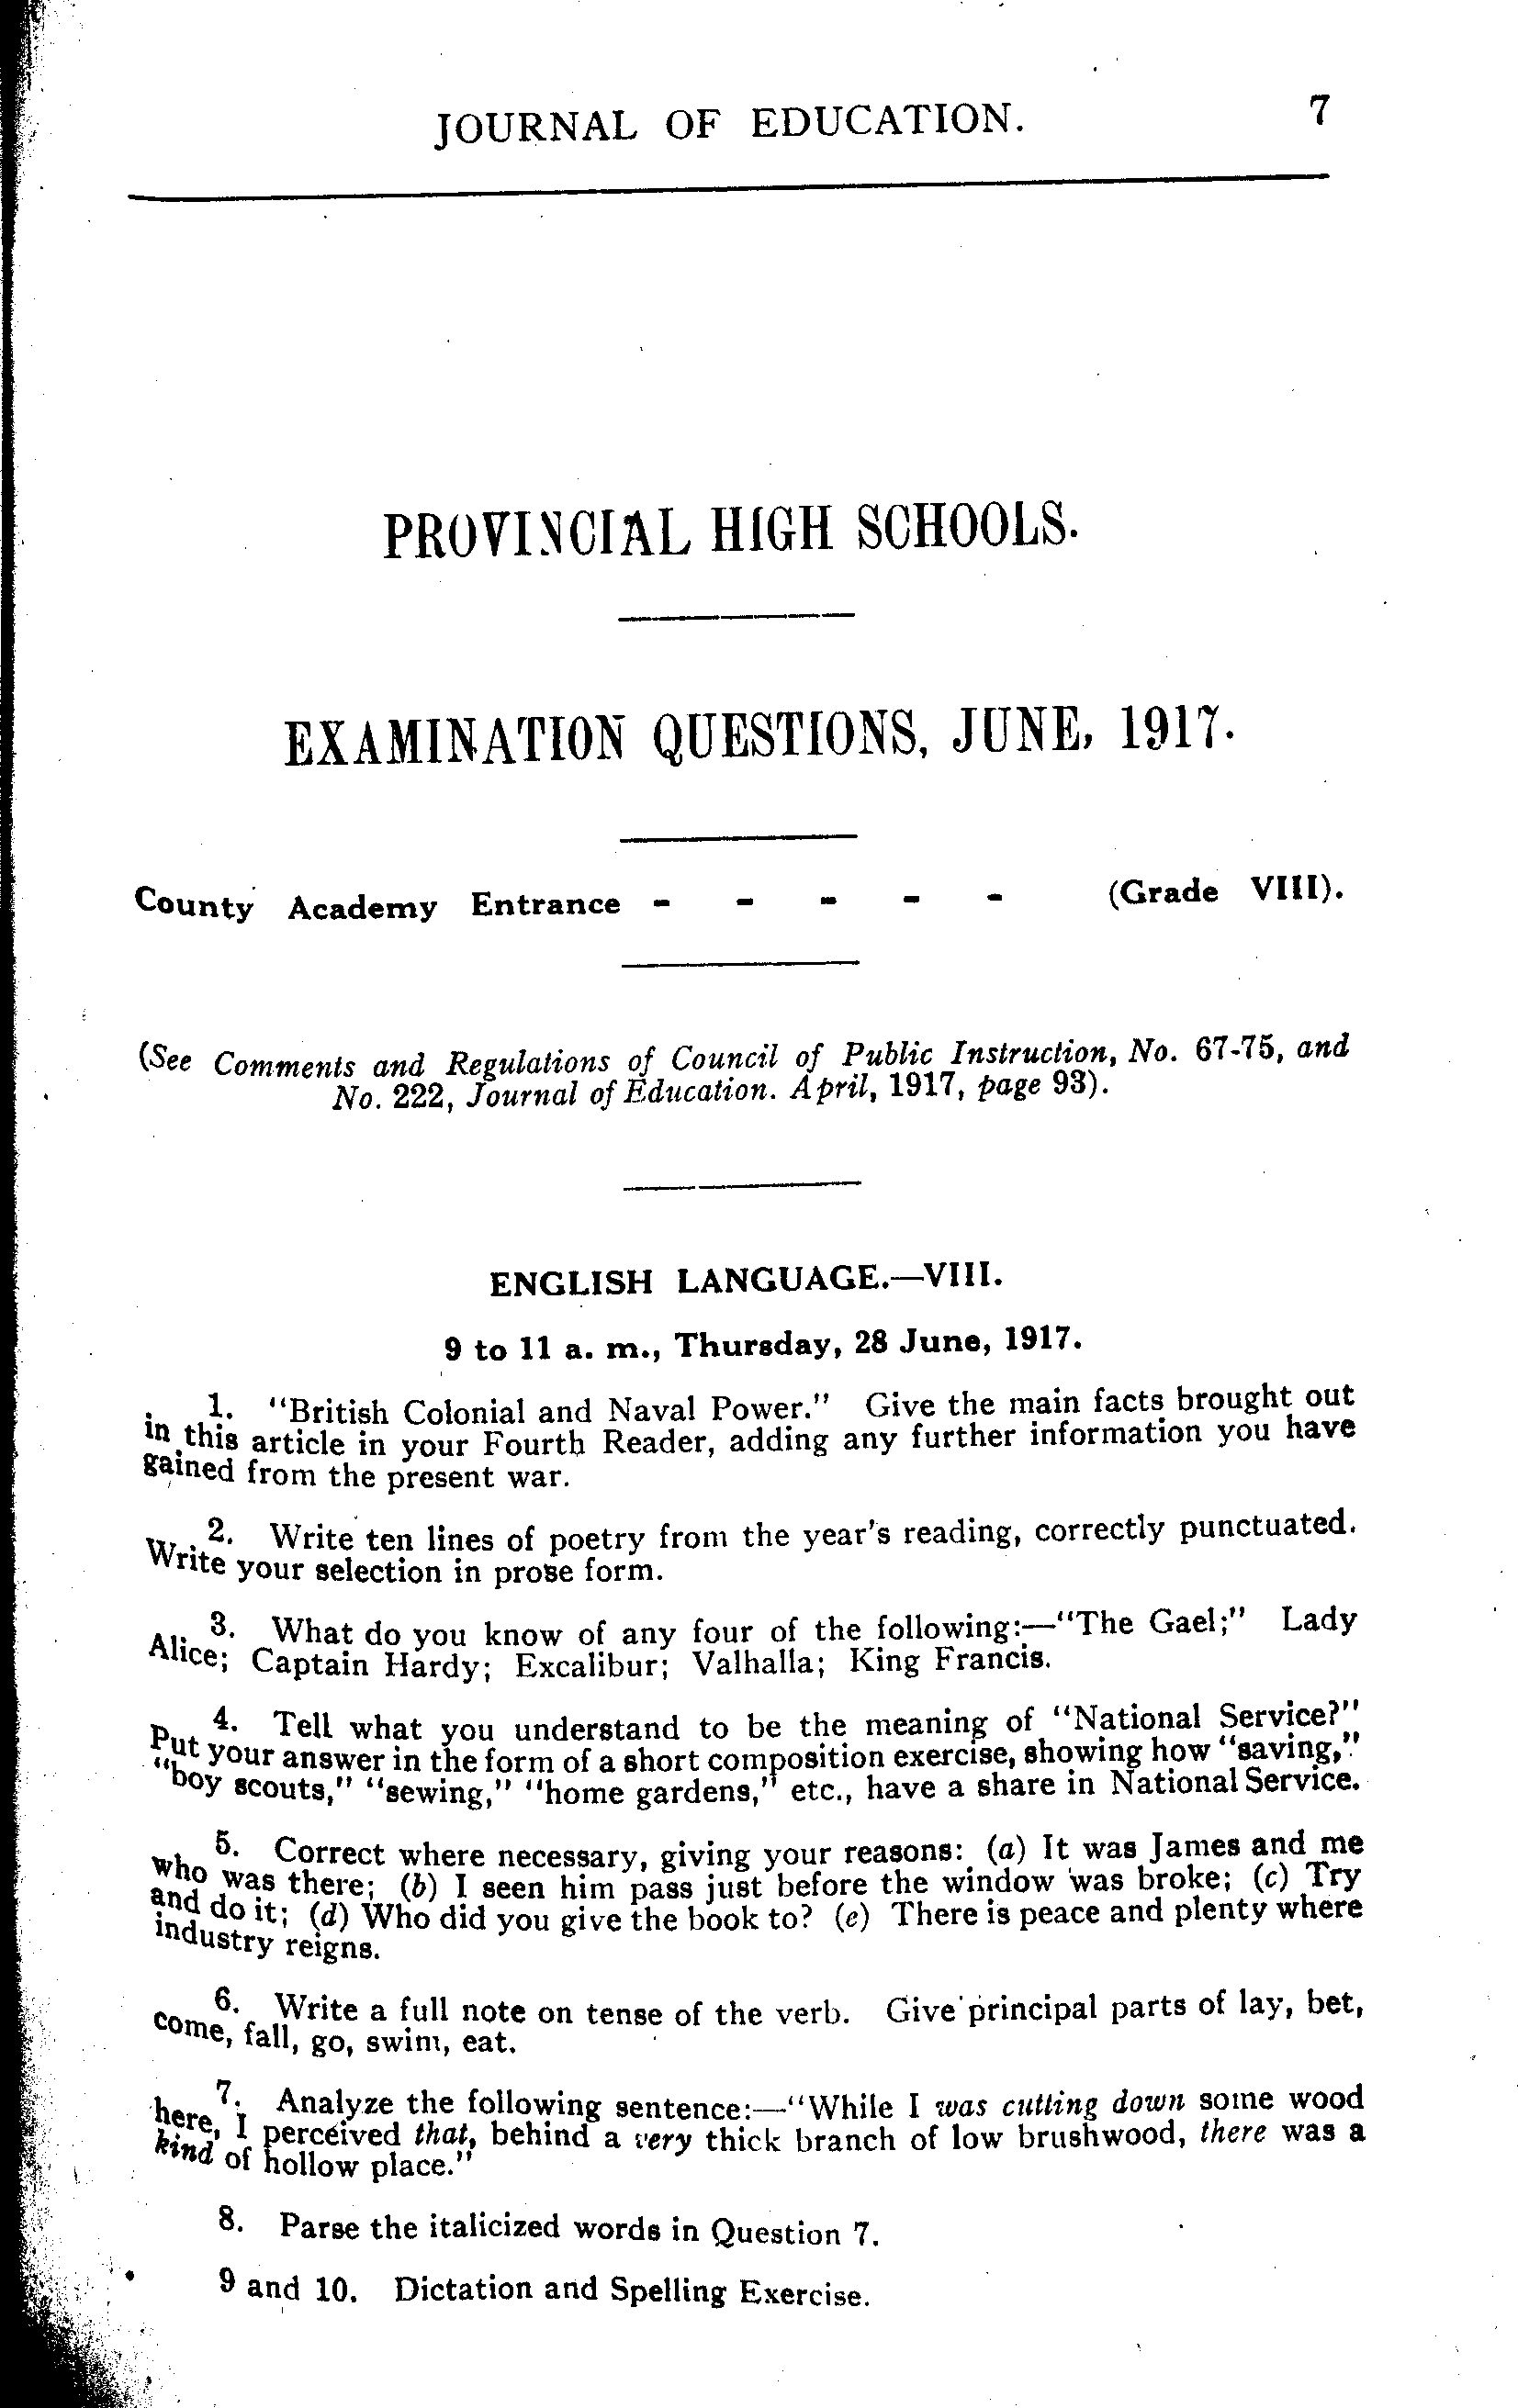 JOURNAL OF EDUCATION. 7
PROVINCIAL HIGH SCHOOLS.
EXAMINATION QUESTIONS, JUNE, 1917.
County Academy Entrance - - - - - (Grade VIII).
(See Comments and Regulations of Council of Public Instruction, No. 67-75, and
No. 222, Journal of Education. April, 1917, page 93).
ENGLISH LANGUAGE.—VIII.
9 to 11 a. m., Thursday, 28 June, 1917.
1. "British Colonial and Naval Power." Give the main facts brought out
in this article in your Fourth Reader, adding any further information you have
gained from the present war.
2. Write ten lines of poetry from the year's reading, correctly punctuated.
Write your selection in prose form.
3. What do you know of any four of the following:—"The Gael;" Lady
Alice; Captain Hardy; Excalibur; Valhalla; King Francis.
4. Tell what you understand to be the meaning of "National Service?"
Put your answer in the form of a short composition exercise, showing how "saving,"
"boy scouts," "sewing," "home gardens," etc., have a share in National Service.
5. Correct where necessary, giving your reasons: (a) It was James and me
who was there; (b) I seen him pass just before the window was broke; (c) Try
and do it; (d) Who did you give the book to? (e) There is peace and plenty where
industry reigns.
6. Write a full note on tense of the verb. Give principal parts of lay, bet,
come, fall, go, swim, eat.
7. Analyze the following sentence:—"While I was cutting down some wood
here, I perceived that, behind a very thick branch of low brushwood, there was a
kind of hollow place."
8. Parse the italicized words in Question 7.
9 and 10. Dictation and Spelling Exercise.